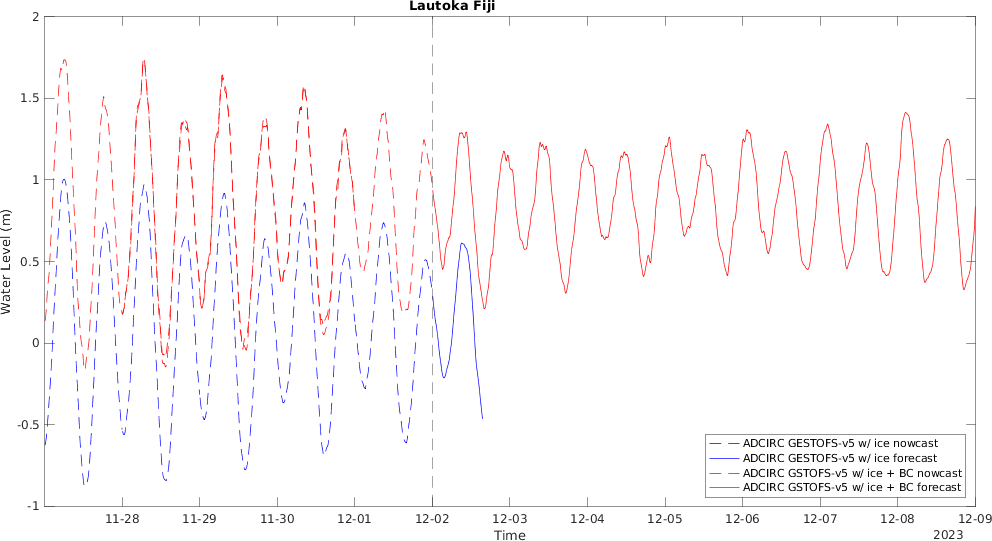 Lautoka Fiji
2
1.5
1
0.5
0
-0.5
-1
Water Level (m)
ADCIRC GESTOFS-v5 w/ ice nowcast
ADCIRC GESTOFS-v5 w/ ice forecast
ADCIRC GSTOFS-v5 w/ ice + BC nowcast
ADCIRC GSTOFS-v5 w/ ice + BC forecast
11-28 11-29 11-30 12-01 12-02 12-03 12-04 12-05 12-06 12-07 12-08 12-09
Time
2023